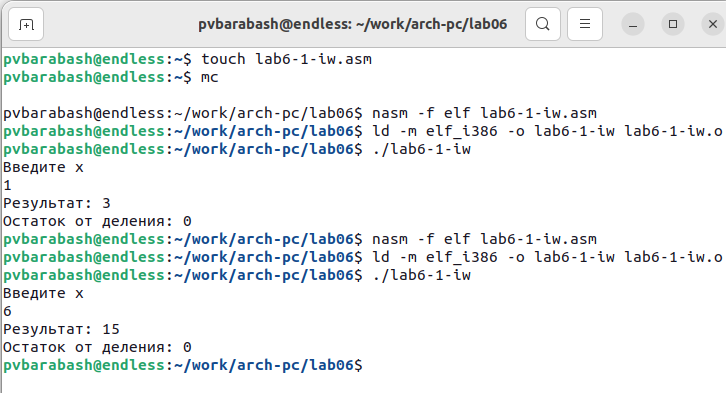 pvbarabash@endless: ~/work/arch-pc/lab06
pvbarabash@endless:~$ touch lab6-1-iw.asm
pvbarabash@endless:~$ mc

pvbarabash@endless:~/work/arch-pc/lab06$ nasm -f elf lab6-1-iw.asm
pvbarabash@endless:~/work/arch-pc/lab06$ ld -m elf_i386 -o lab6-1-iw lab6-1-iw.o
pvbarabash@endless:~/work/arch-pc/lab06$ ./lab6-1-iw
Введите x
1
Результат: 3
Остаток от деления: 0
pvbarabash@endless:~/work/arch-pc/lab06$ nasm -f elf lab6-1-iw.asm
pvbarabash@endless:~/work/arch-pc/lab06$ ld -m elf_i386 -o lab6-1-iw lab6-1-iw.o
pvbarabash@endless:~/work/arch-pc/lab06$ ./lab6-1-iw
Введите x
6
Результат: 15
Остаток от деления: 0
pvbarabash@endless:~/work/arch-pc/lab06$